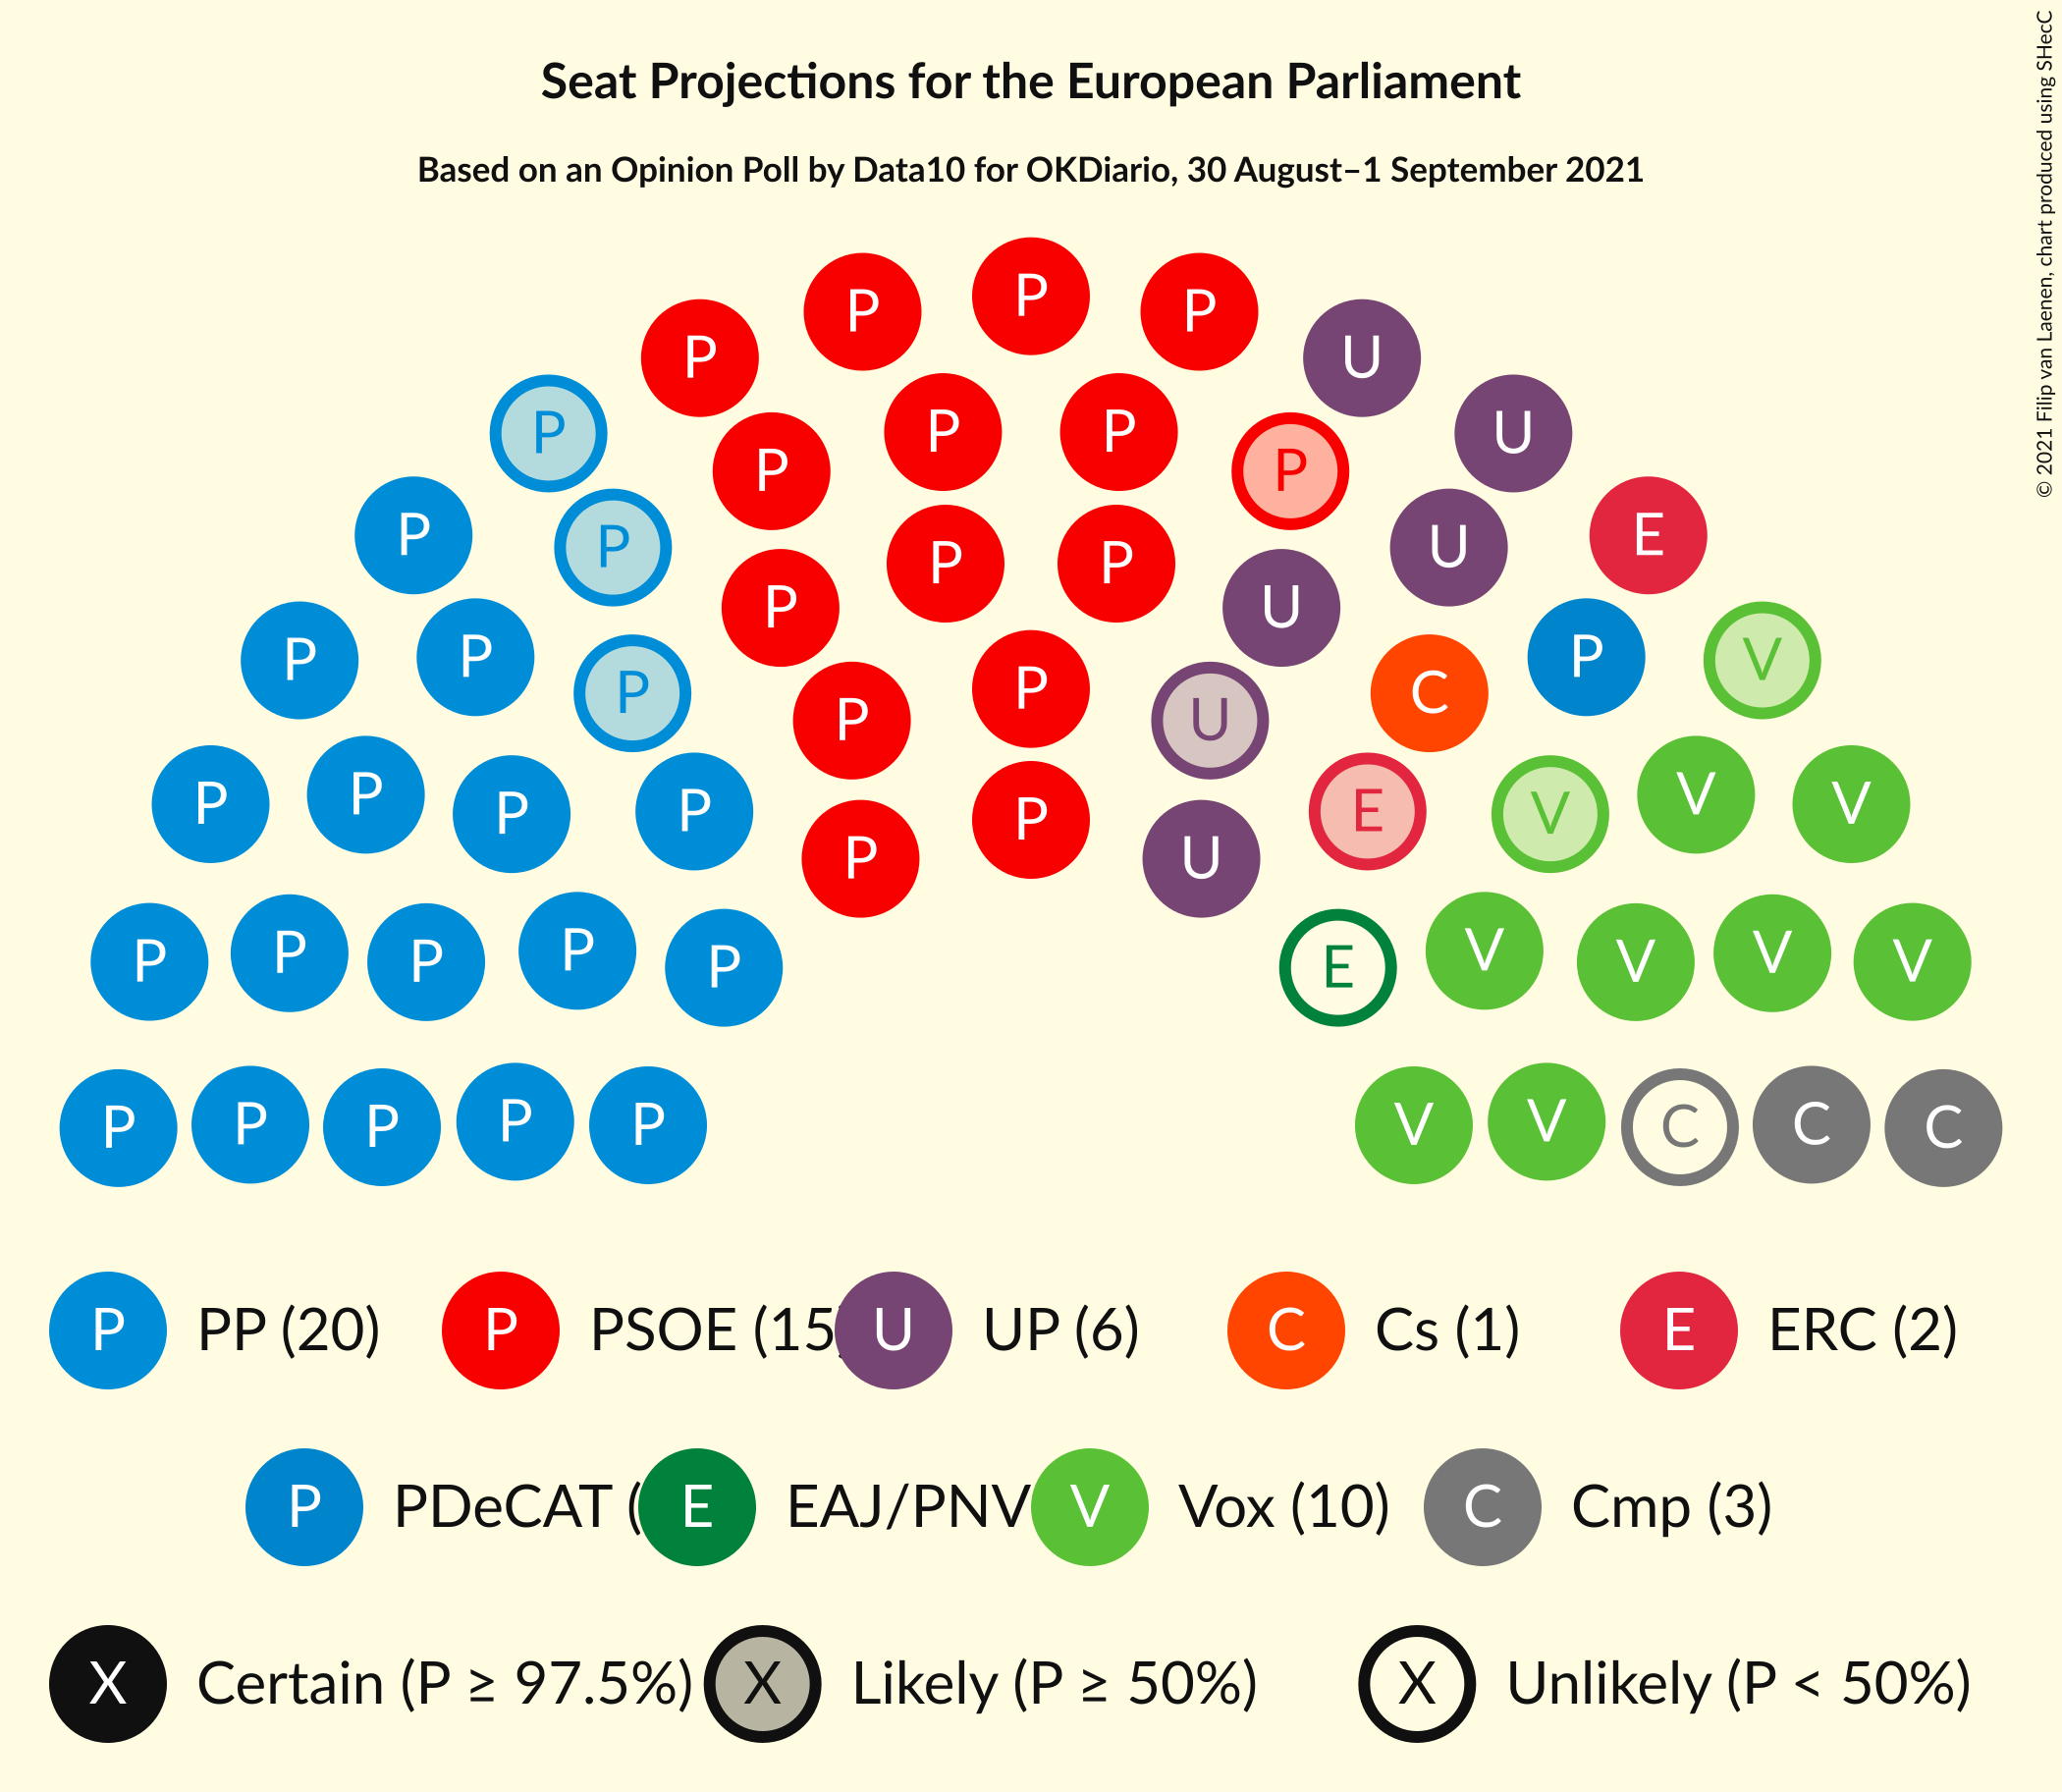 Seat Projections for the European Parliament
Based on an Opinion Poll by Data10 for OKDiario, 30 August–1 September 2021
© 2021 Filip van Laenen, chart produced using SHecC
P P P
P P
U
P U
P
P P
P
P
P E
P U
P P
P U
P P V
P
P C
P
P U
P P P P E V V V
P
P U
P P P P P E V V V V
P P P P P V V C C C
P PP (20) P PSOE (15 U UP (6) C Cs (1) E ERC (2)
P PDeCAT ( E EAJ/PNV V Vox (10) C Cmp (3)
X Certain (P ≥ 97.5%) X Likely (P ≥ 50%) X Unlikely (P < 50%)